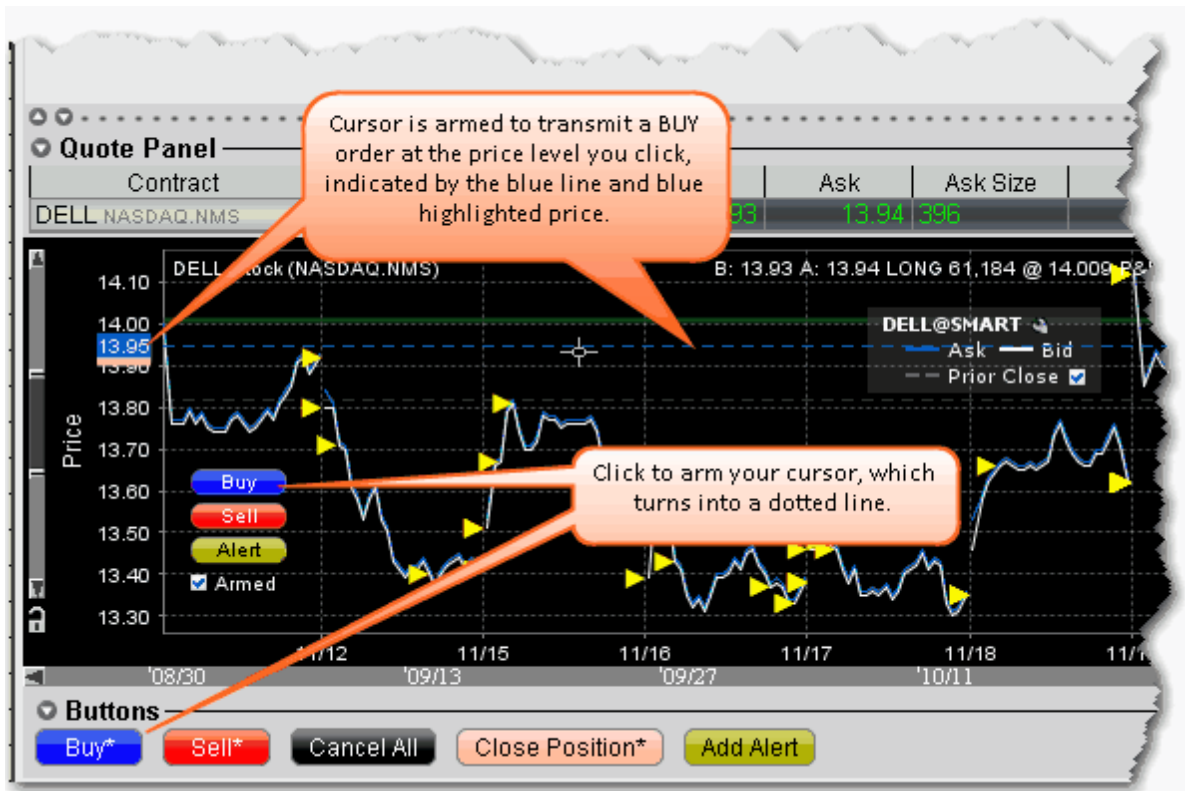 Cursor is armed to transmit a BUY
order at the price level you click,
indicated by the blue line and blue
highlighted price.
Quote Panel
Contract Ask Ask Size
DELL NASDAQ.NMS 93 13.94 396
DELL Stock (NASDAQ.NMS) B: 13.93 A: 13.94 LONG 61,184 @ 14.009
14.10
14.00
13.95
13.90
13.80
13.70
13.60
13.50
13.40
13.30
Price
DELL@SMART
Ask Bid
Prior Close
Click to arm your cursor, which
turns into a dotted line.
Buy
Sell
Alert
Armed
11/12 11/15 11/16 11/17 11/18
'08/30 '09/13 '09/27 '10/11
Buttons
Buy* Sell* Cancel All Close Position* Add Alert